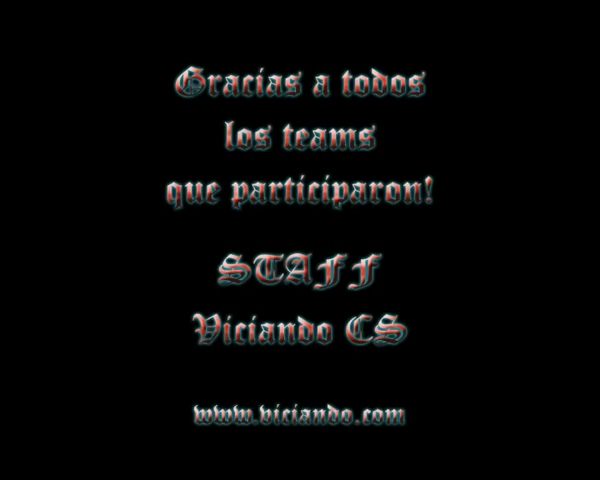 Gracias a todos
los teams
que participaron!
STAFF
Viciando CS
www.viciando.com